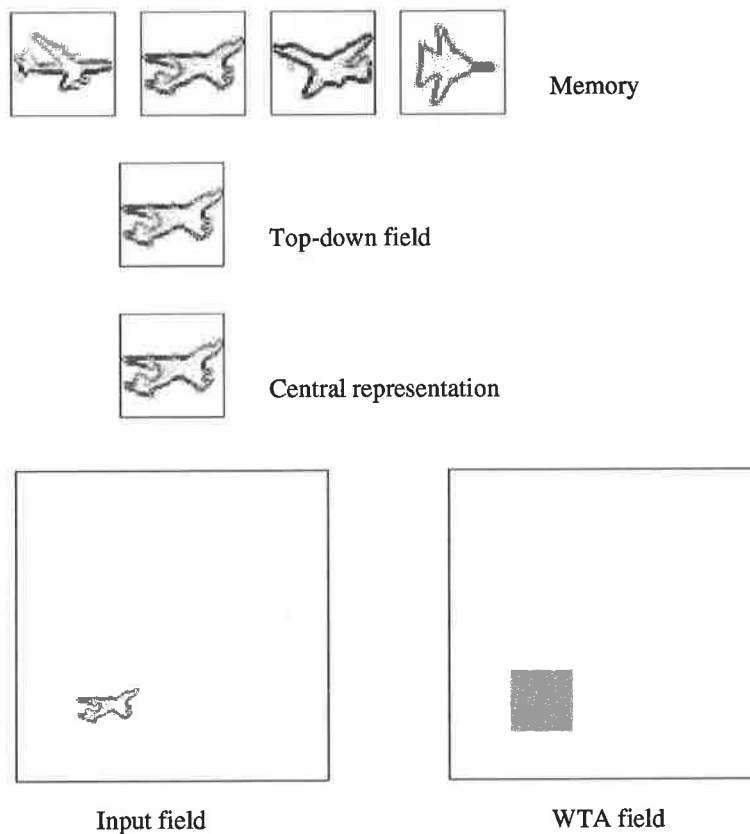 Memory
Top-down field
Central representation
Input field
WTA field